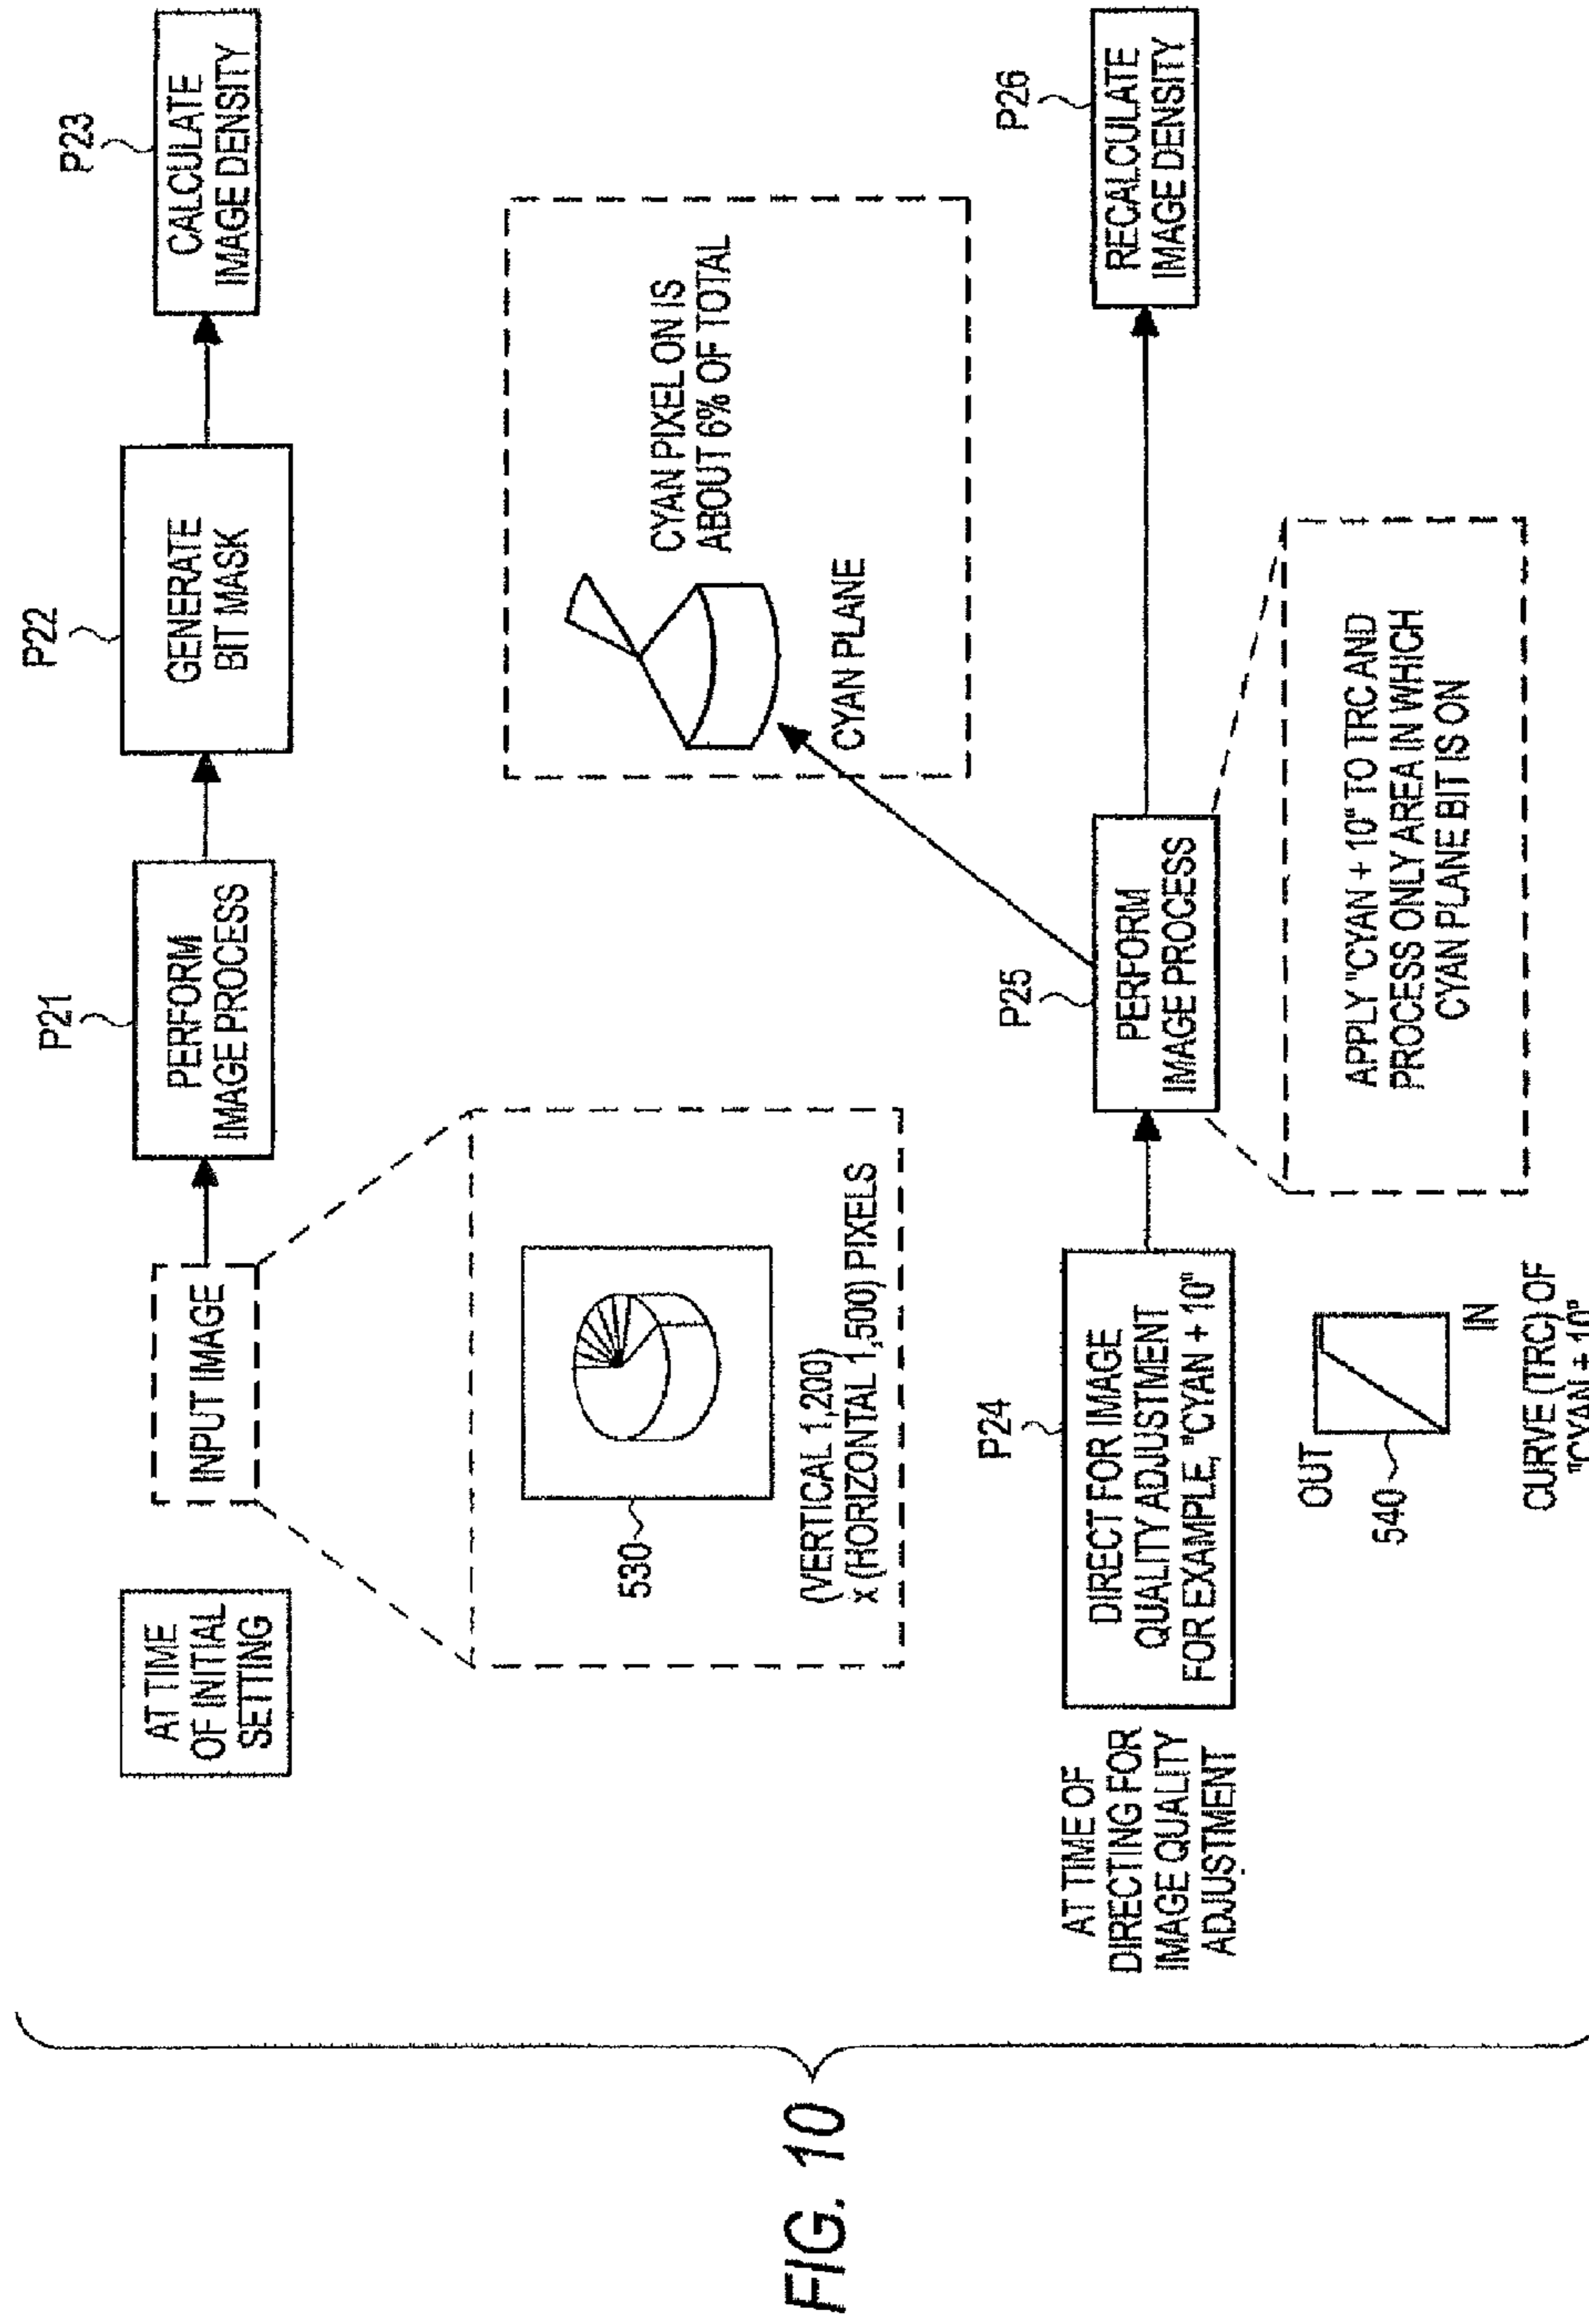 FIG. 10
AT TIME
OF INITIAL
SETTING
INPUT IMAGE
P21
PERFORM
IMAGE PROCESS
P22
GENERATE
BIT MASK
P23
CALCULATE
IMAGE DENSITY
530
(VERTICAL 1,200)
x (HORIZONTAL 1,500) PIXELS
CYAN PIXEL ON IS
ABOUT 6% OF TOTAL
CYAN PLANE
AT TIME OF
DIRECTING FOR
IMAGE QUALITY
ADJUSTMENT
P24
DIRECT FOR IMAGE
QUALITY ADJUSTMENT
FOR EXAMPLE, "CYAN + 10"
P25
PERFORM
IMAGE PROCESS
P26
RECALCULATE
IMAGE DENSITY
OUT
540
IN
CURVE (TRC) OF
"CYAN + 10"
APPLY "CYAN + 10" TO TRC AND
PROCESS ONLY AREA IN WHICH
CYAN PLANE BIT IS ON